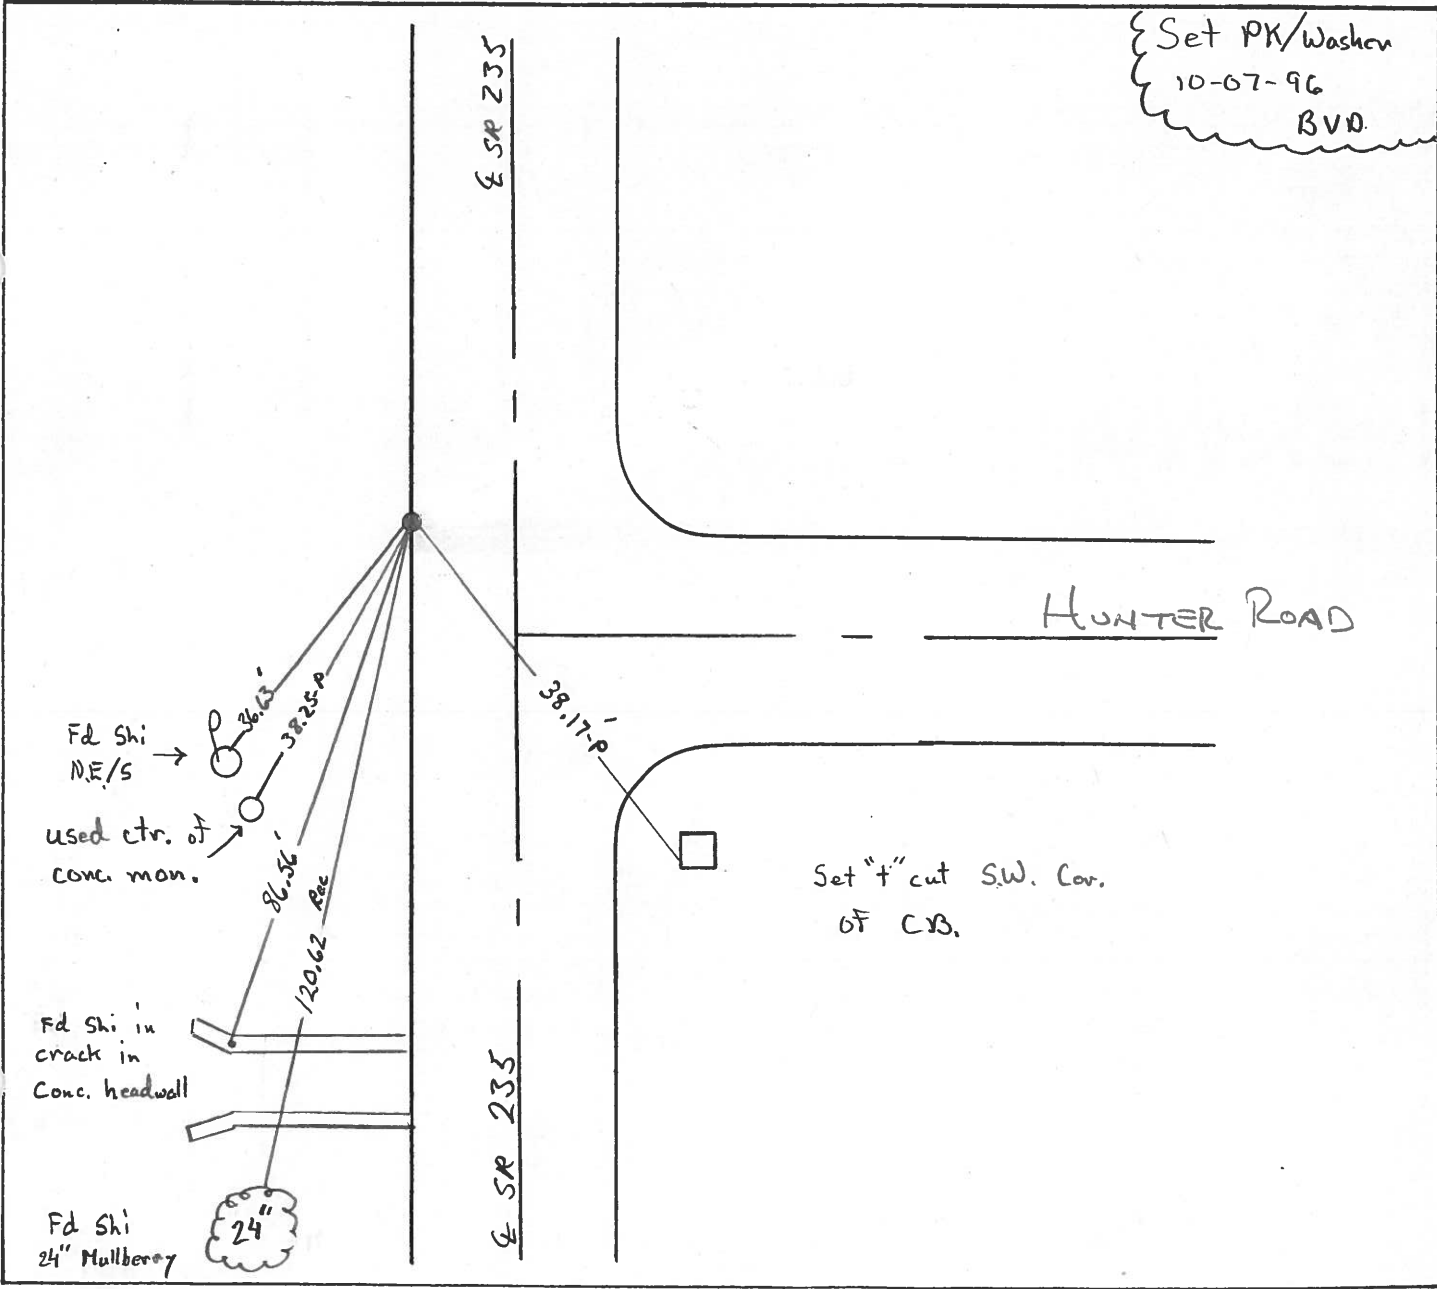 Set PK/Washer
10-07-96
BVD.
℄ SR 235
HUNTER ROAD
36.63'
38.25-P
38.17'-P
Fd Shi
N.E/S
used ctr. of
conc. mon.
86.56'
120.62 Rec
Set "+" cut S.W. Cor.
OF C.B.
Fd Shi in
crack in
Conc. headwall
℄ SR 235
Fd Shi
24" Mullberry
24"